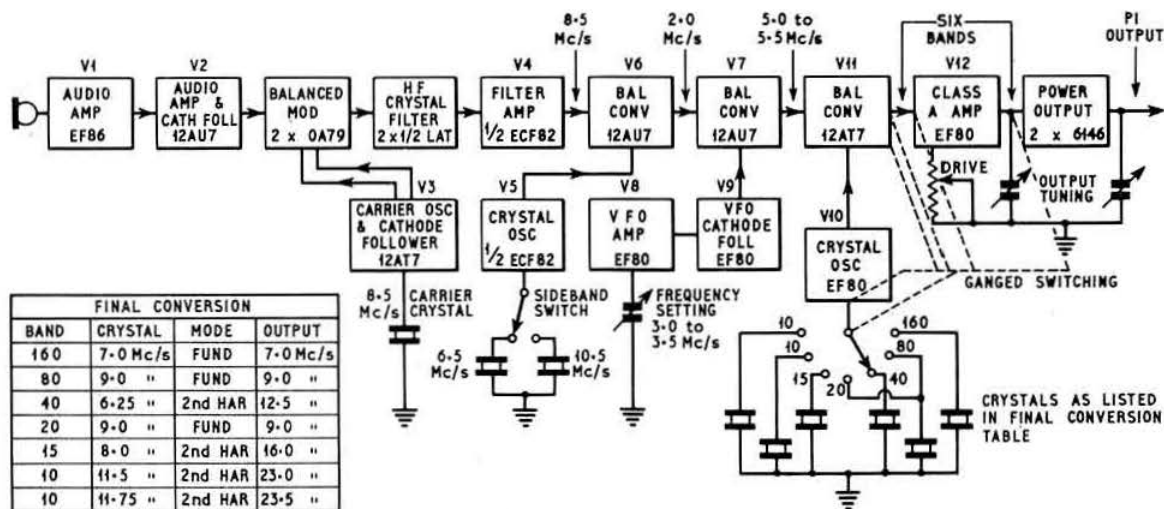 8·5 Mc/s
2·0 Mc/s
5·0 to 5·5 Mc/s
SIX BANDS
PI OUTPUT
V1
AUDIO AMP
EF86
V2
AUDIO AMP & CATH FOLL
12AU7
BALANCED MOD
2 x OA79
HF CRYSTAL FILTER
2 x 1/2 LAT
V4
FILTER AMP
1/2 ECF82
V6
BAL CONV
12AU7
V7
BAL CONV
12AU7
V11
BAL CONV
12AT7
V12
CLASS A AMP
EF80
POWER OUTPUT
2 x 6146
DRIVE
OUTPUT TUNING
V3
CARRIER OSC & CATHODE FOLLOWER
12AT7
V5
CRYSTAL OSC
1/2 ECF82
V8
VFO AMP
EF80
V9
VFO CATHODE FOLL
EF80
V10
CRYSTAL OSC
EF80
GANGED SWITCHING
8·5 Mc/s
CARRIER CRYSTAL
SIDEBAND SWITCH
6·5 Mc/s
10·5 Mc/s
FREQUENCY SETTING
3·0 to 3·5 Mc/s
10
10
15
20
40
80
160
CRYSTALS AS LISTED
IN FINAL CONVERSION
TABLE
FINAL CONVERSION
BAND CRYSTAL MODE OUTPUT
160 7·0 Mc/s FUND 7·0 Mc/s
80 9·0 " FUND 9·0 "
40 6·25 " 2nd HAR 12·5 "
20 9·0 " FUND 9·0 "
15 8·0 " 2nd HAR 16·0 "
10 11·5 " 2nd HAR 23·0 "
10 11·75 " 2nd HAR 23·5 "